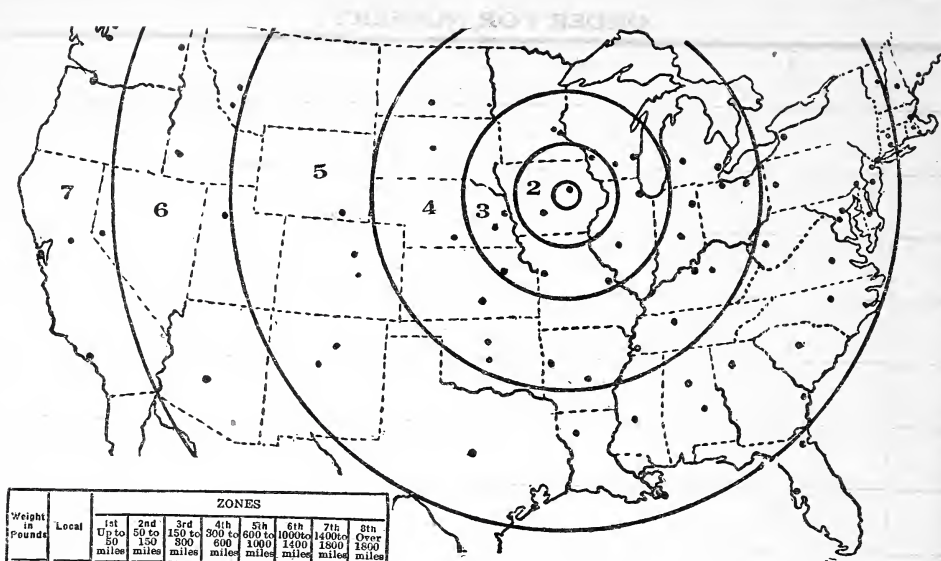 7
6
5
4
3
2
ZONES
Weight in Pounds
Local
1st Up to 50 miles
2nd 50 to 150 miles
3rd 150 to 300 miles
4th 300 to 600 miles
5th 600 to 1000 miles
6th 1000 to 1400 miles
7th 1400 to 1800 miles
8th Over 1800 miles